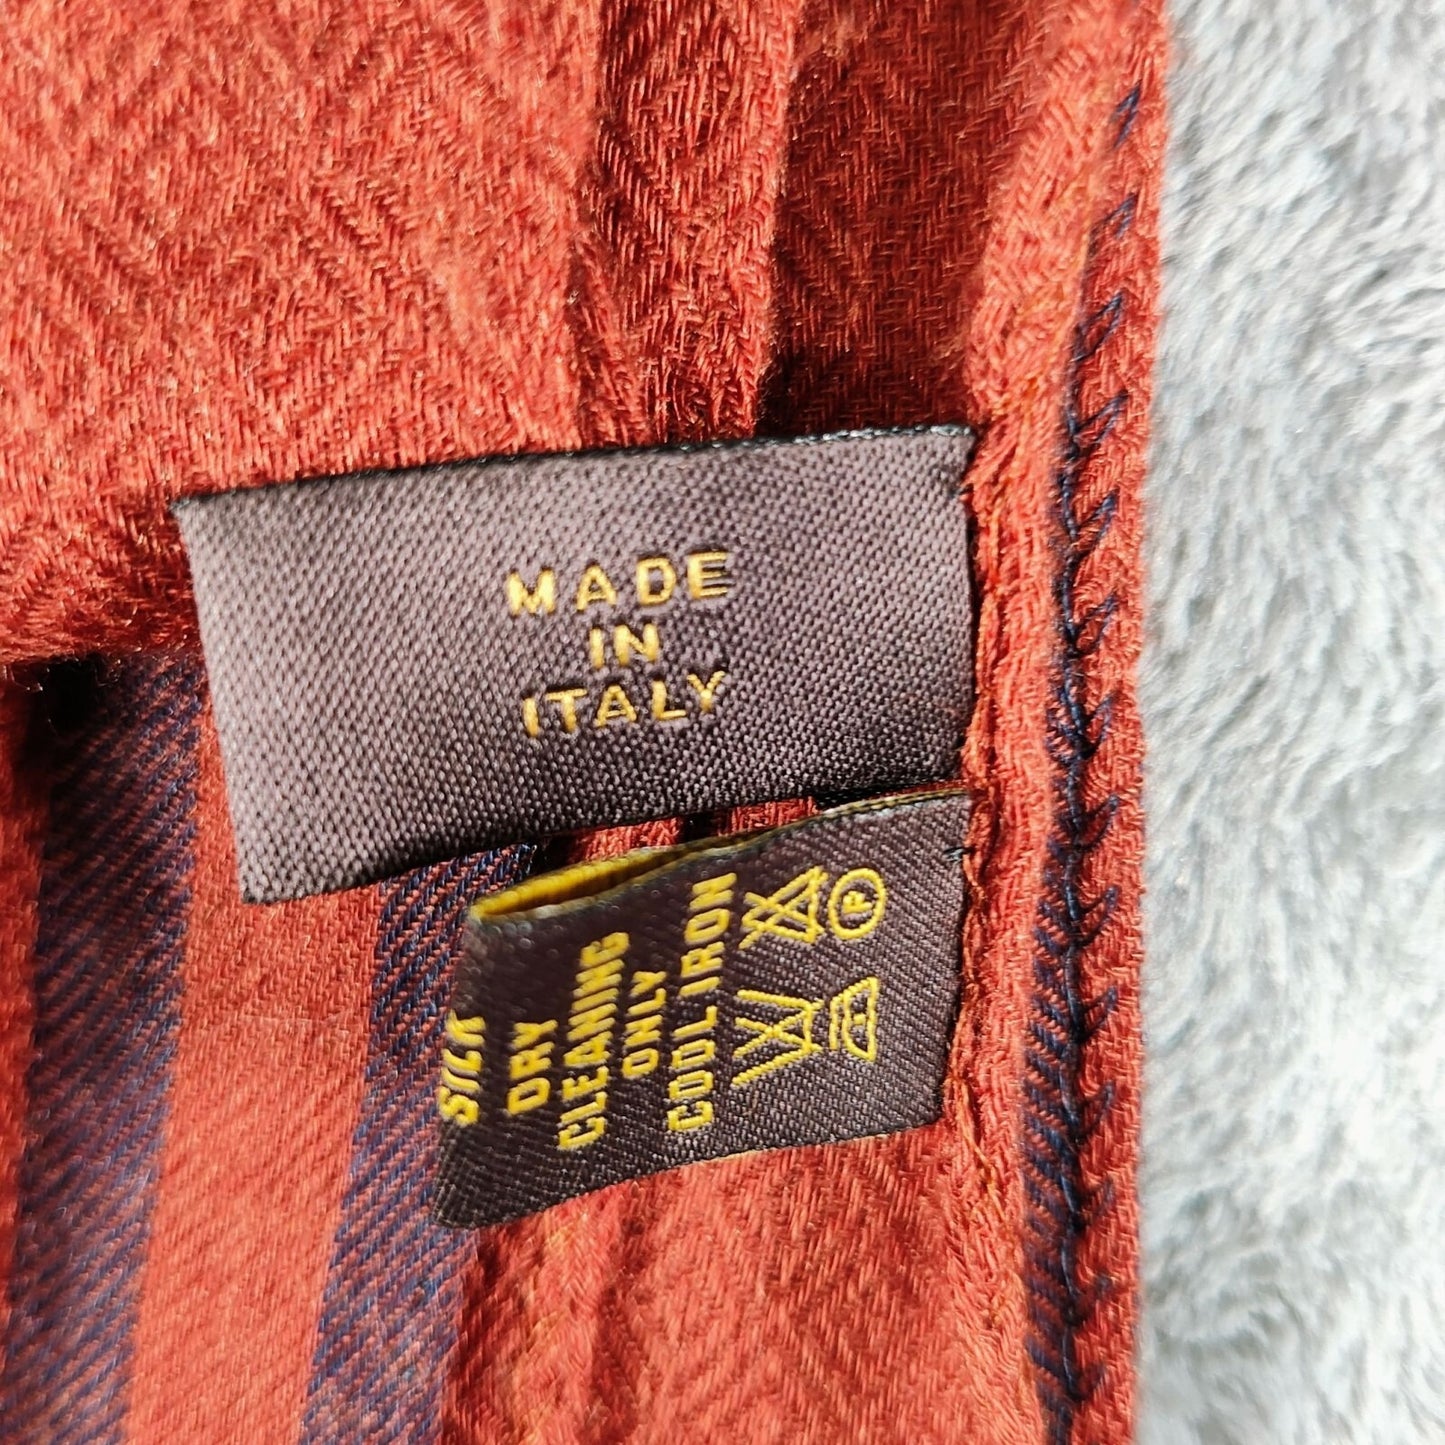 MADE
IN
ITALY
SILK
DRY
CLEANING
ONLY
COOL IRON
P